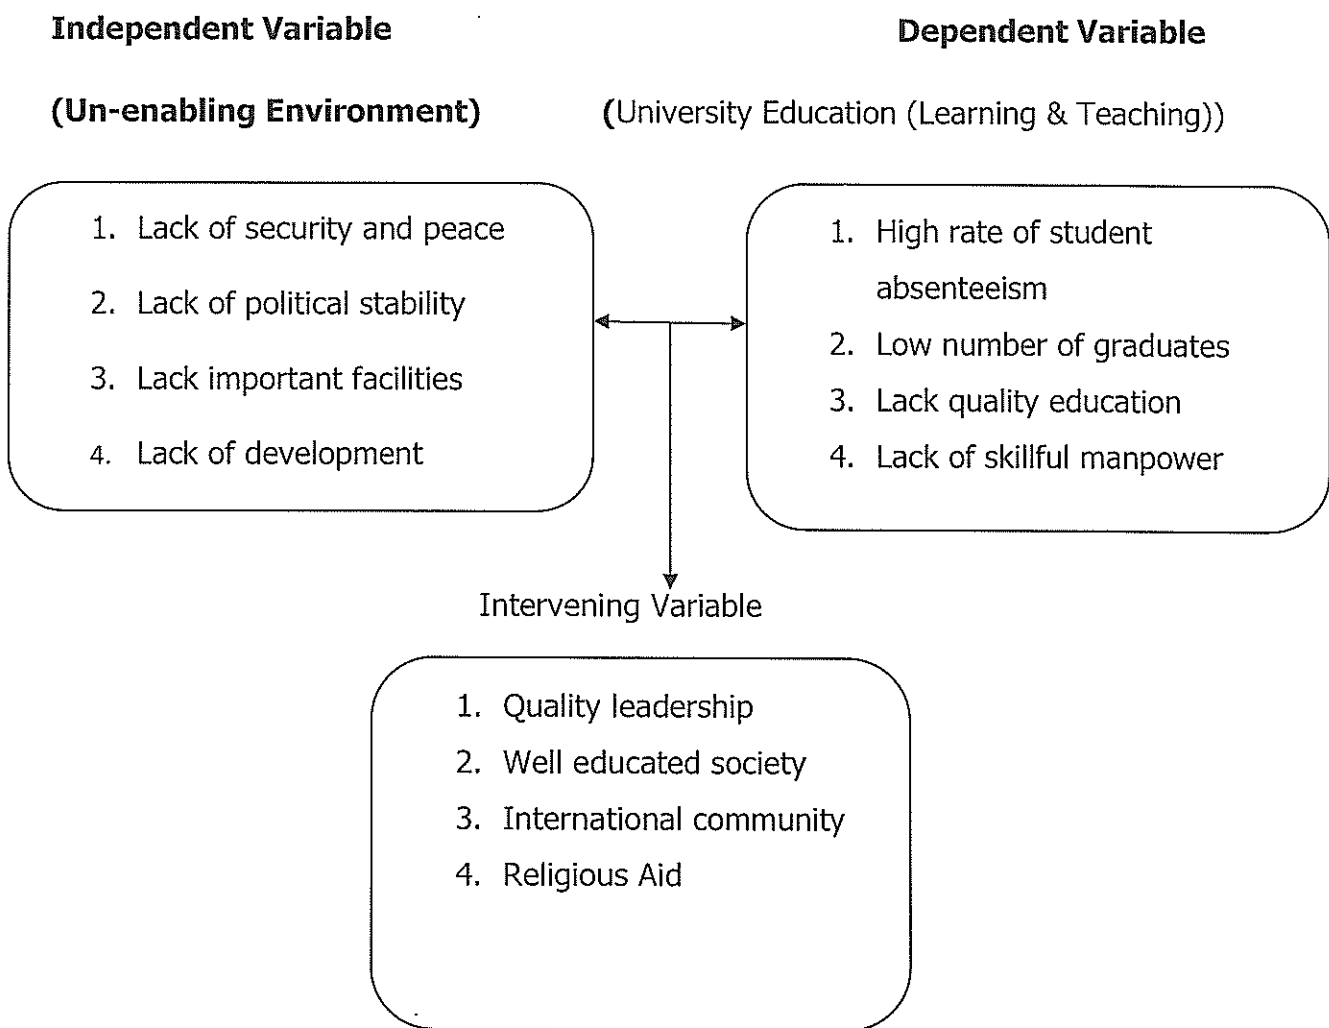 Independent Variable
Dependent Variable
(Un-enabling Environment)
(University Education (Learning & Teaching))
1. Lack of security and peace
2. Lack of political stability
3. Lack important facilities
4. Lack of development
1. High rate of student
absenteeism
2. Low number of graduates
3. Lack quality education
4. Lack of skillful manpower
Intervening Variable
1. Quality leadership
2. Well educated society
3. International community
4. Religious Aid